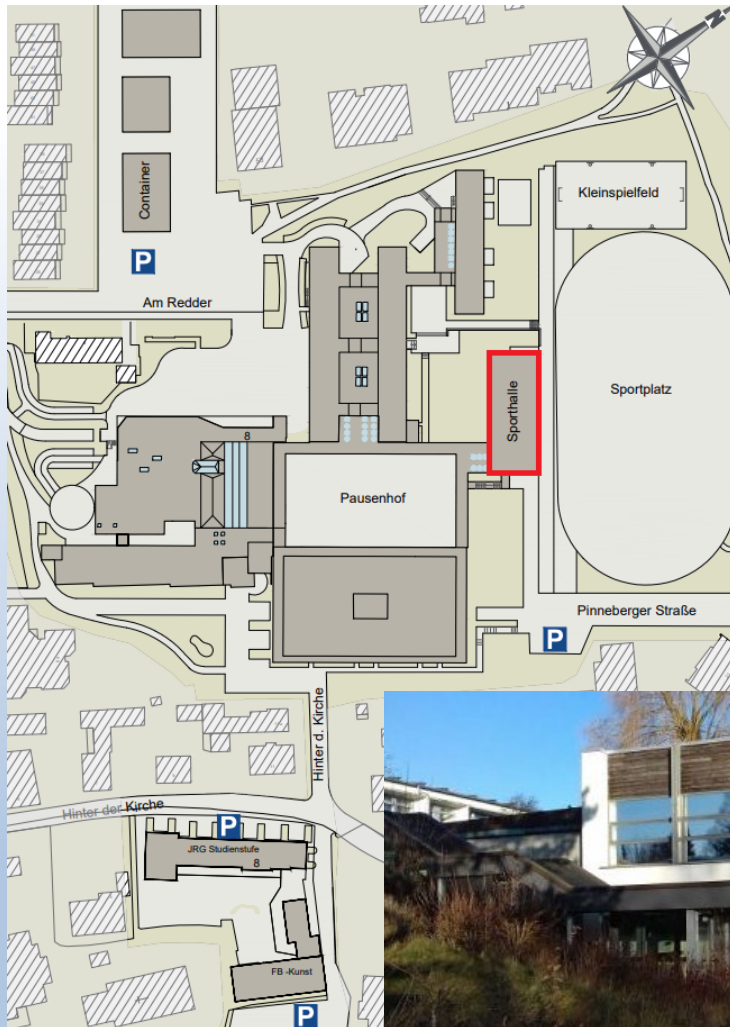 N
Container
Kleinspielfeld
P
Am Redder
Sporthalle
Sportplatz
8
Pausenhof
Pinneberger Straße
P
Hinter d. Kirche
Hinter der Kirche
P
JRG Studienstufe
8
FB -Kunst
P